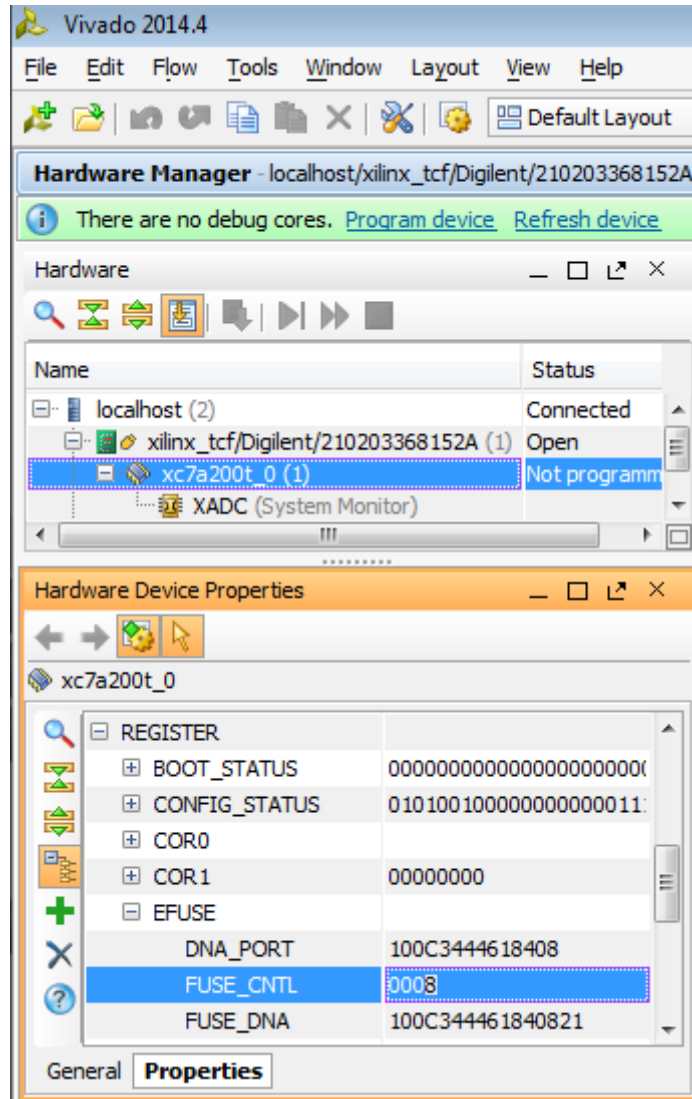 Vivado 2014.4
File Edit Flow Tools Window Layout View Help
Default Layout
Hardware Manager - localhost/xilinx_tcf/Digilent/210203368152A
There are no debug cores. Program device Refresh device
Hardware
Name Status
localhost (2) Connected
xilinx_tcf/Digilent/210203368152A (1) Open
xc7a200t_0 (1) Not programm
XADC (System Monitor)
Hardware Device Properties
xc7a200t_0
REGISTER
BOOT_STATUS 00000000000000000000000
CONFIG_STATUS 0101001000000000000011
COR0
COR1 00000000
EFUSE
DNA_PORT 100C3444618408
FUSE_CNTL 0008
FUSE_DNA 100C344461840821
General Properties